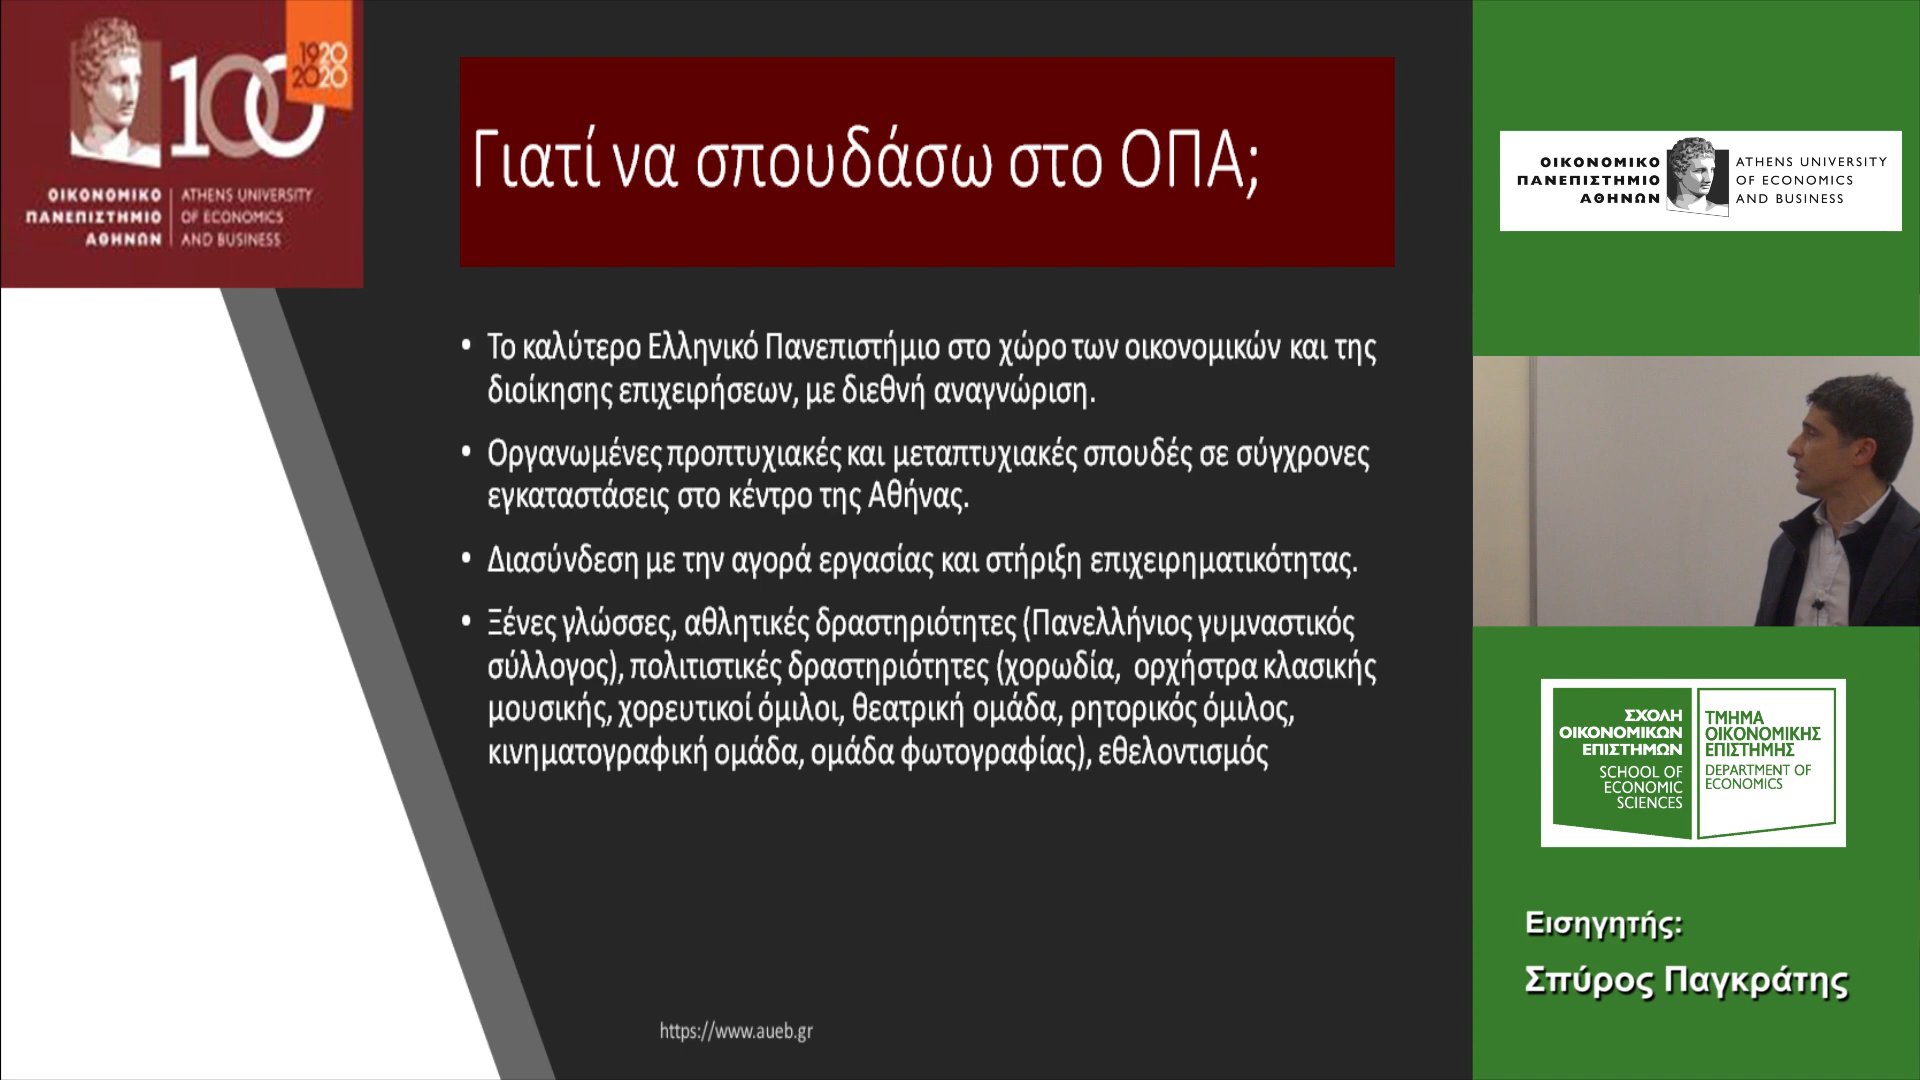 100
1920
2020
ΟΙΚΟΝΟΜΙΚΟ
ΠΑΝΕΠΙΣΤΗΜΙΟ
ΑΘΗΝΩΝ
ATHENS UNIVERSITY
OF ECONOMICS
AND BUSINESS
Γιατί να σπουδάσω στο ΟΠΑ;
• Το καλύτερο Ελληνικό Πανεπιστήμιο στο χώρο των οικονομικών και της
διοίκησης επιχειρήσεων, με διεθνή αναγνώριση.
• Οργανωμένες προπτυχιακές και μεταπτυχιακές σπουδές σε σύγχρονες
εγκαταστάσεις στο κέντρο της Αθήνας.
• Διασύνδεση με την αγορά εργασίας και στήριξη επιχειρηματικότητας.
• Ξένες γλώσσες, αθλητικές δραστηριότητες (Πανελλήνιος γυμναστικός
σύλλογος), πολιτιστικές δραστηριότητες (χορωδία, ορχήστρα κλασικής
μουσικής, χορευτικοί όμιλοι, θεατρική ομάδα, ρητορικός όμιλος,
κινηματογραφική ομάδα, ομάδα φωτογραφίας), εθελοντισμός
https://www.aueb.gr
ΟΙΚΟΝΟΜΙΚΟ
ΠΑΝΕΠΙΣΤΗΜΙΟ
ΑΘΗΝΩΝ
ATHENS UNIVERSITY
OF ECONOMICS
AND BUSINESS
ΣΧΟΛΗ
ΟΙΚΟΝΟΜΙΚΩΝ
ΕΠΙΣΤΗΜΩΝ
SCHOOL OF
ECONOMIC
SCIENCES
ΤΜΗΜΑ
ΟΙΚΟΝΟΜΙΚΗΣ
ΕΠΙΣΤΗΜΗΣ
DEPARTMENT OF
ECONOMICS
Εισηγητής:
Σπύρος Παγκράτης